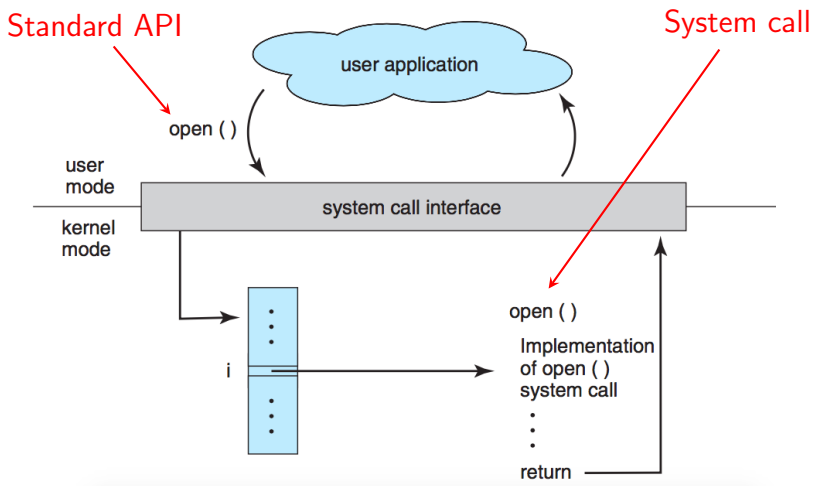 Standard API
System call
user application
open ( )
user
mode
system call interface
kernel
mode
open ( )
i
Implementation
of open ( )
system call
return